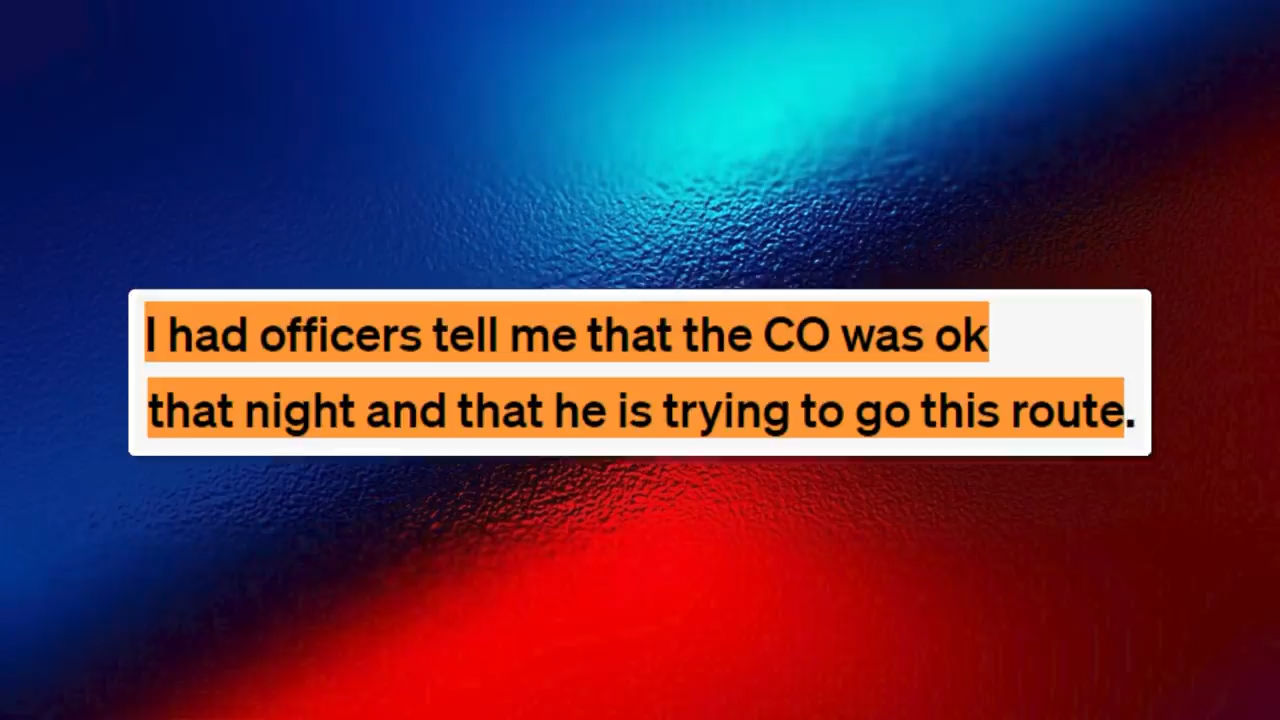 I had officers tell me that the CO was ok
that night and that he is trying to go this route.